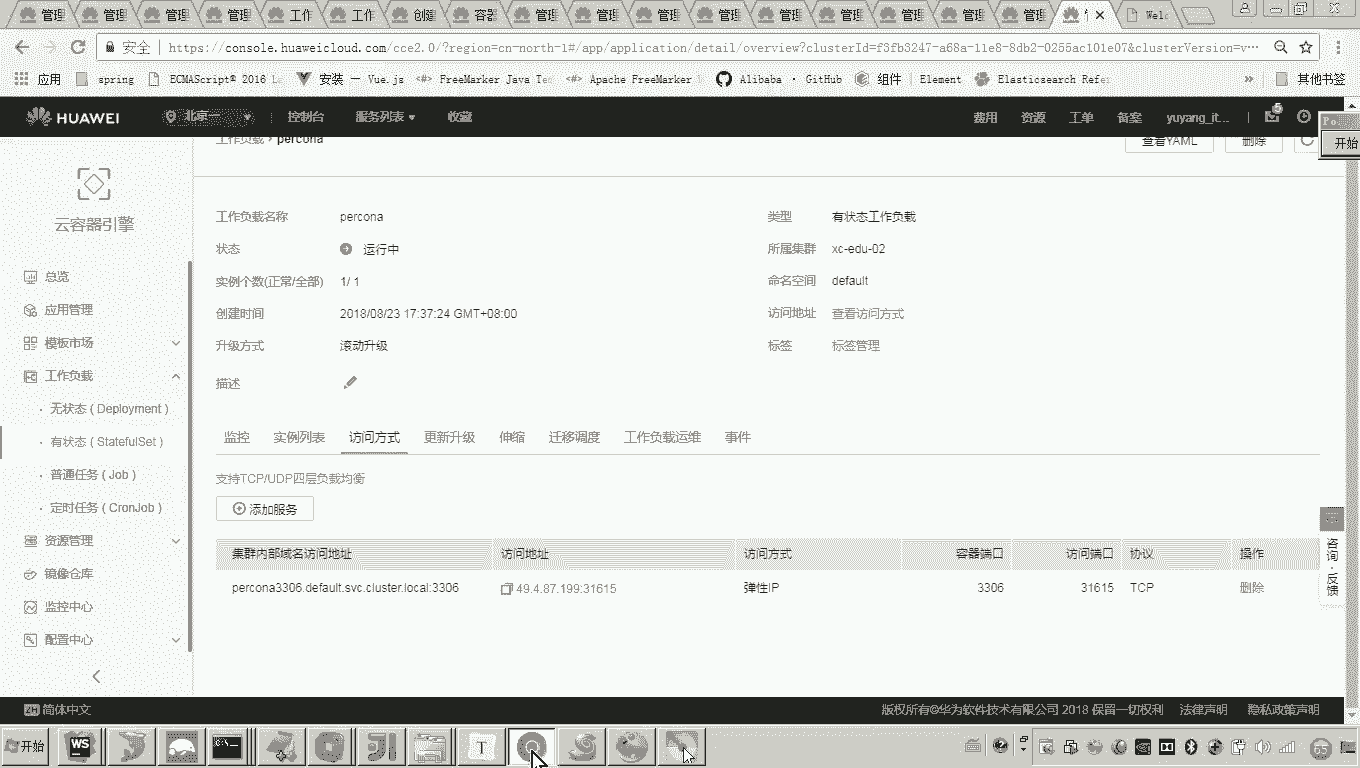 管理 管理 管理 管理 工作 工作 创建 容器 管理 管理 管理 管理 管理 管理 管理 管理 管理 Welc
安全 https://console.huaweicloud.com/cce2.0/?region=cn-north-1#/app/application/detail/overview?clusterId=f3fb3247-a68a-11e8-8db2-0255ac101e07&clusterVersion=v…
应用 spring ECMAScript® 2016 La 安装 — Vue.js FreeMarker Java Tem Apache FreeMarker Alibaba · GitHub 组件 | Element Elasticsearch Refer » 其他书签
HUAWEI 北京一 控制台 服务列表 收藏 费用 资源 工单 备案 yuyang_it... 5
工作负载 › percona 查看YAML 删除
开始
云容器引擎
总览
应用管理
模板市场
工作负载
无状态 ( Deployment )
有状态 ( StatefulSet )
普通任务 ( Job )
定时任务 ( CronJob )
资源管理
镜像仓库
监控中心
配置中心
工作负载名称 percona 类型 有状态工作负载
状态 运行中 所属集群 xc-edu-02
实例个数(正常/全部) 1/ 1 命名空间 default
创建时间 2018/08/23 17:37:24 GMT+08:00 访问地址 查看访问方式
升级方式 滚动升级 标签 标签管理
描述
监控 实例列表 访问方式 更新升级 伸缩 迁移调度 工作负载运维 事件
支持TCP/UDP四层负载均衡
添加服务
集群内部域名访问地址 访问地址 访问方式 容器端口 访问端口 协议 操作
percona3306.default.svc.cluster.local:3306 49.4.87.199:31615 弹性IP 3306 31615 TCP 删除
咨询·反馈
ZH 简体中文 版权所有©华为软件技术有限公司 2018 保留一切权利 法律声明 隐私政策声明
开始 WS T 65